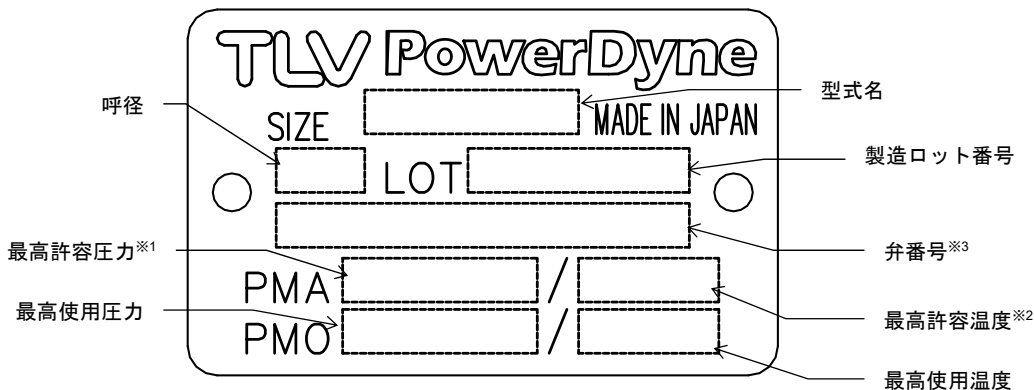 TLV PowerDyne
型式名
呼径
SIZE
MADE IN JAPAN
LOT
製造ロット番号
弁番号※3
最高許容圧力※1
PMA /
最高許容温度※2
最高使用圧力
PMO /
最高使用温度